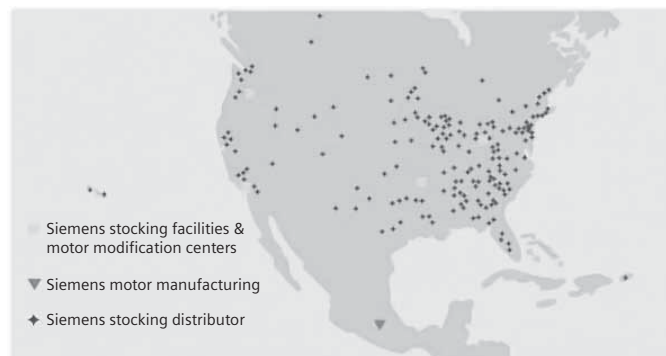 Siemens stocking facilities &
motor modification centers
Siemens motor manufacturing
Siemens stocking distributor